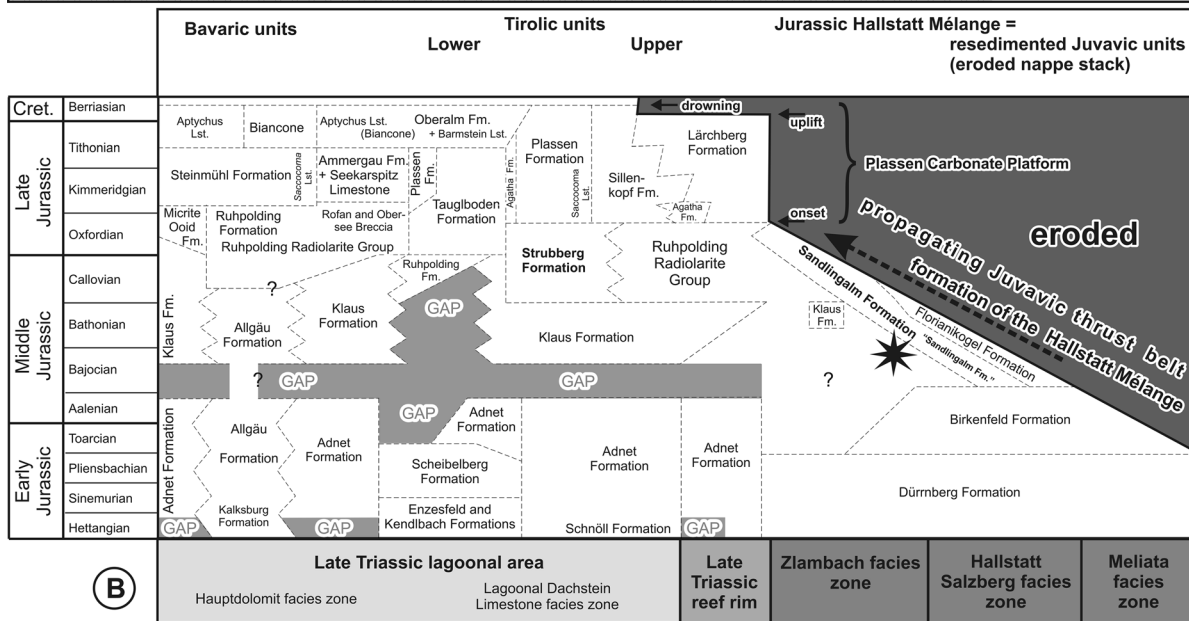 Bavaric units
Tirolic units
Lower
Upper
Jurassic Hallstatt Mélange =
resedimented Juvavic units
(eroded nappe stack)
Cret.
Late
Jurassic
Middle
Jurassic
Early
Jurassic
Berriasian
Tithonian
Kimmeridgian
Oxfordian
Callovian
Bathonian
Bajocian
Aalenian
Toarcian
Pliensbachian
Sinemurian
Hettangian
Aptychus
Lst.
Biancone
Aptychus Lst.
(Biancone)
Oberalm Fm.
+ Barmstein Lst.
Steinmühl Formation
Saccocoma
Lst.
Ammergau Fm.
+ Seekarspitz
Limestone
Plassen
Fm.
Tauglboden
Formation
Agatha Fm.
Plassen
Formation
Saccocoma
Lst.
Sillen-
kopf Fm.
Lärchberg
Formation
Agatha
Fm.
drowning
uplift
Plassen Carbonate Platform
onset
eroded
propagating Juvavic thrust belt
formation of the Hallstatt Mélange
Micrite
Ooid
Fm.
Ruhpolding
Formation
Rofan and Ober-
see Breccia
Ruhpolding Radiolarite Group
Ruhpolding
Fm.
Strubberg
Formation
Ruhpolding
Radiolarite
Group
Sandlingalm Formation
Klaus
Fm.
Florianikogel Formation
"Sandlingalm Fm."
?
Klaus Fm.
Allgäu
Formation
Klaus
Formation
GAP
Klaus Formation
?
GAP
GAP
?
GAP
Birkenfeld Formation
Adnet Formation
Allgäu
Formation
Adnet
Formation
Adnet
Formation
Scheibelberg
Formation
Adnet
Formation
Adnet
Formation
Dürrnberg Formation
Kalksburg
Formation
Enzesfeld and
Kendlbach Formations
Schnöll Formation
GAP
GAP
GAP
B
Late Triassic lagoonal area
Hauptdolomit facies zone
Lagoonal Dachstein
Limestone facies zone
Late
Triassic
reef rim
Zlambach facies
zone
Hallstatt
Salzberg facies
zone
Meliata
facies
zone